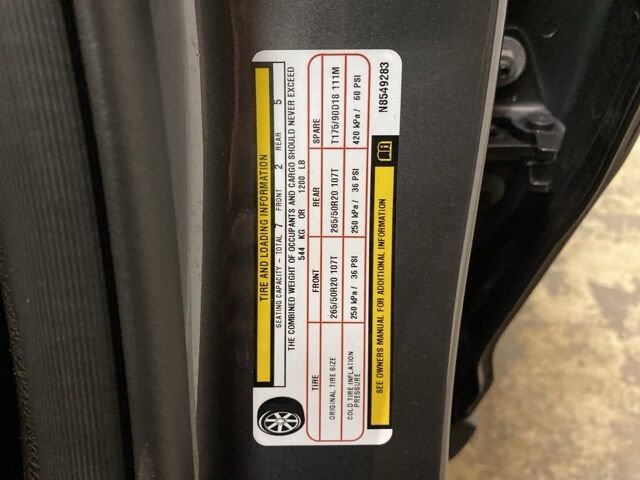 TIRE AND LOADING INFORMATION
SEATING CAPACITY - TOTAL 7 FRONT 2 REAR 5
THE COMBINED WEIGHT OF OCCUPANTS AND CARGO SHOULD NEVER EXCEED
544 KG OR 1200 LB
TIRE FRONT REAR SPARE
ORIGINAL TIRE SIZE 265/50R20 107T 265/50R20 107T T175/90D18 111M
COLD TIRE INFLATION PRESSURE 250 kPa / 36 PSI 250 kPa / 36 PSI 420 kPa / 60 PSI
SEE OWNERS MANUAL FOR ADDITIONAL INFORMATION
N8549283